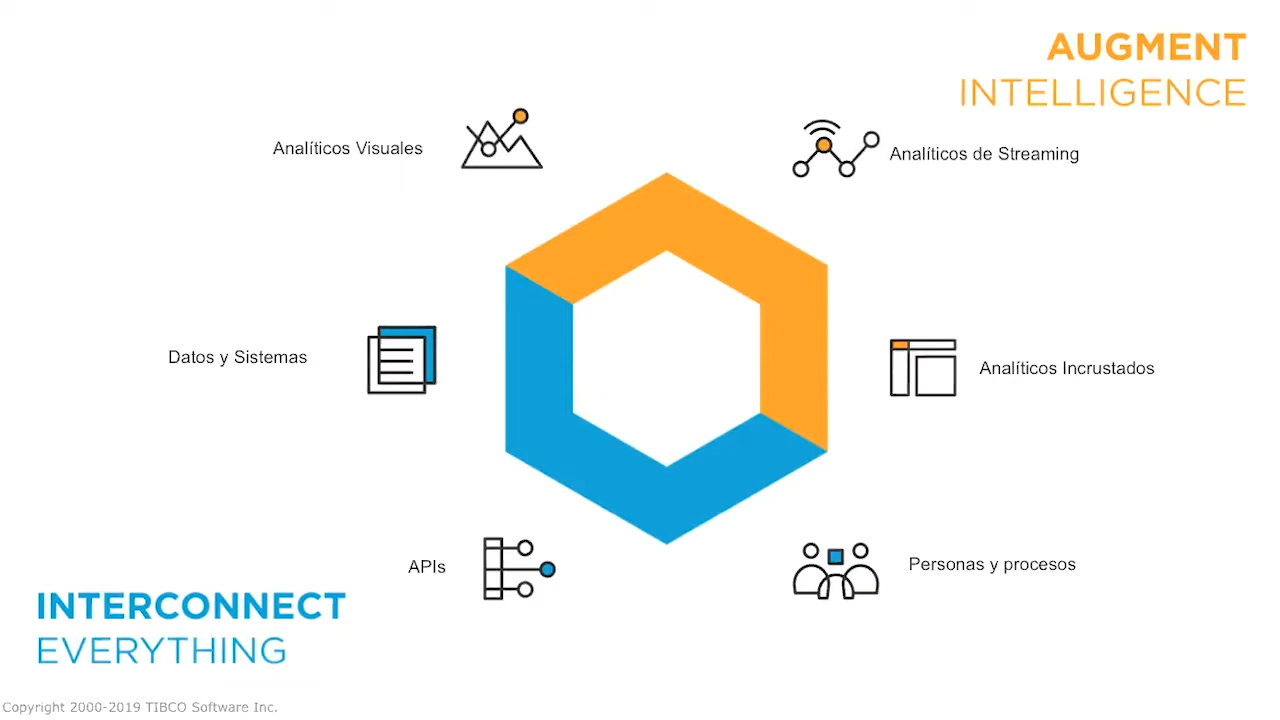 AUGMENT
INTELLIGENCE
Analíticos Visuales
Analíticos de Streaming
Datos y Sistemas
Analíticos Incrustados
APIs
Personas y procesos
INTERCONNECT
EVERYTHING
Copyright 2000-2019 TIBCO Software Inc.